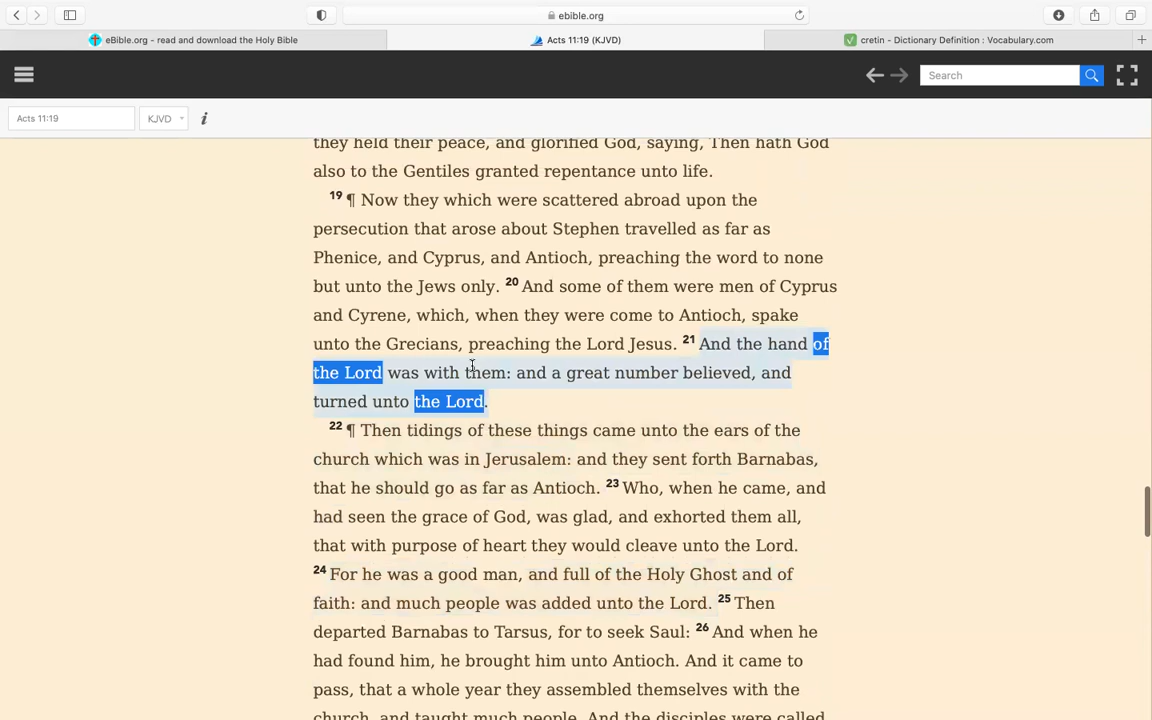 ebible.org
eBible.org - read and download the Holy Bible
Acts 11:19 (KJVD)
cretin - Dictionary Definition : Vocabulary.com
Search
Acts 11:19
KJVD
they held their peace, and glorified God, saying, Then hath God
also to the Gentiles granted repentance unto life.
19 ¶ Now they which were scattered abroad upon the
persecution that arose about Stephen travelled as far as
Phenice, and Cyprus, and Antioch, preaching the word to none
but unto the Jews only. 20 And some of them were men of Cyprus
and Cyrene, which, when they were come to Antioch, spake
unto the Grecians, preaching the Lord Jesus. 21 And the hand of
the Lord was with them: and a great number believed, and
turned unto the Lord.
22 ¶ Then tidings of these things came unto the ears of the
church which was in Jerusalem: and they sent forth Barnabas,
that he should go as far as Antioch. 23 Who, when he came, and
had seen the grace of God, was glad, and exhorted them all,
that with purpose of heart they would cleave unto the Lord.
24 For he was a good man, and full of the Holy Ghost and of
faith: and much people was added unto the Lord. 25 Then
departed Barnabas to Tarsus, for to seek Saul: 26 And when he
had found him, he brought him unto Antioch. And it came to
pass, that a whole year they assembled themselves with the
church, and taught much people. And the disciples were called